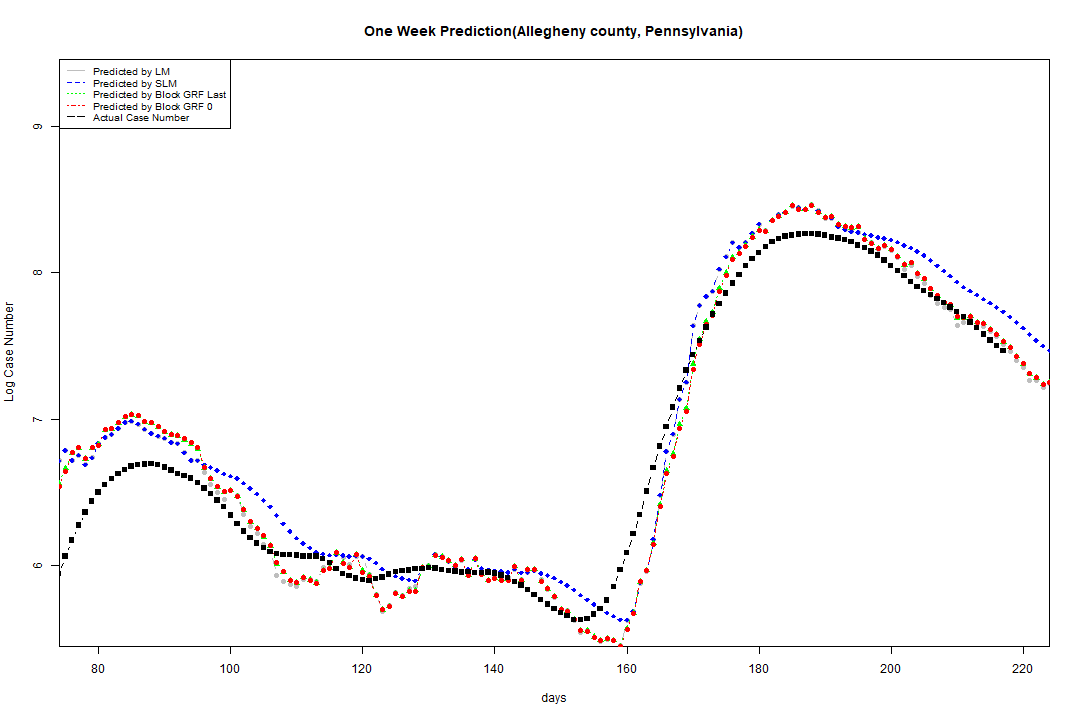 One Week Prediction(Allegheny county, Pennsylvania)
Predicted by LM
Predicted by SLM
Predicted by Block GRF Last
Predicted by Block GRF 0
Actual Case Number
9
8
7
6
Log Case Number
80 100 120 140 160 180 200 220
days